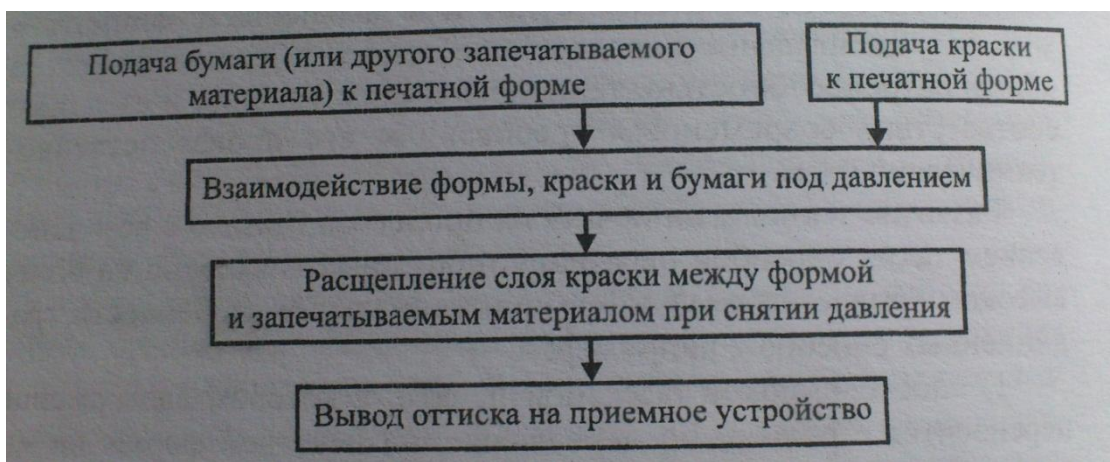 Подача бумаги (или другого запечатываемого
материала) к печатной форме
Подача краски
к печатной форме
Взаимодействие формы, краски и бумаги под давлением
Расщепление слоя краски между формой
и запечатываемым материалом при снятии давления
Вывод оттиска на приемное устройство